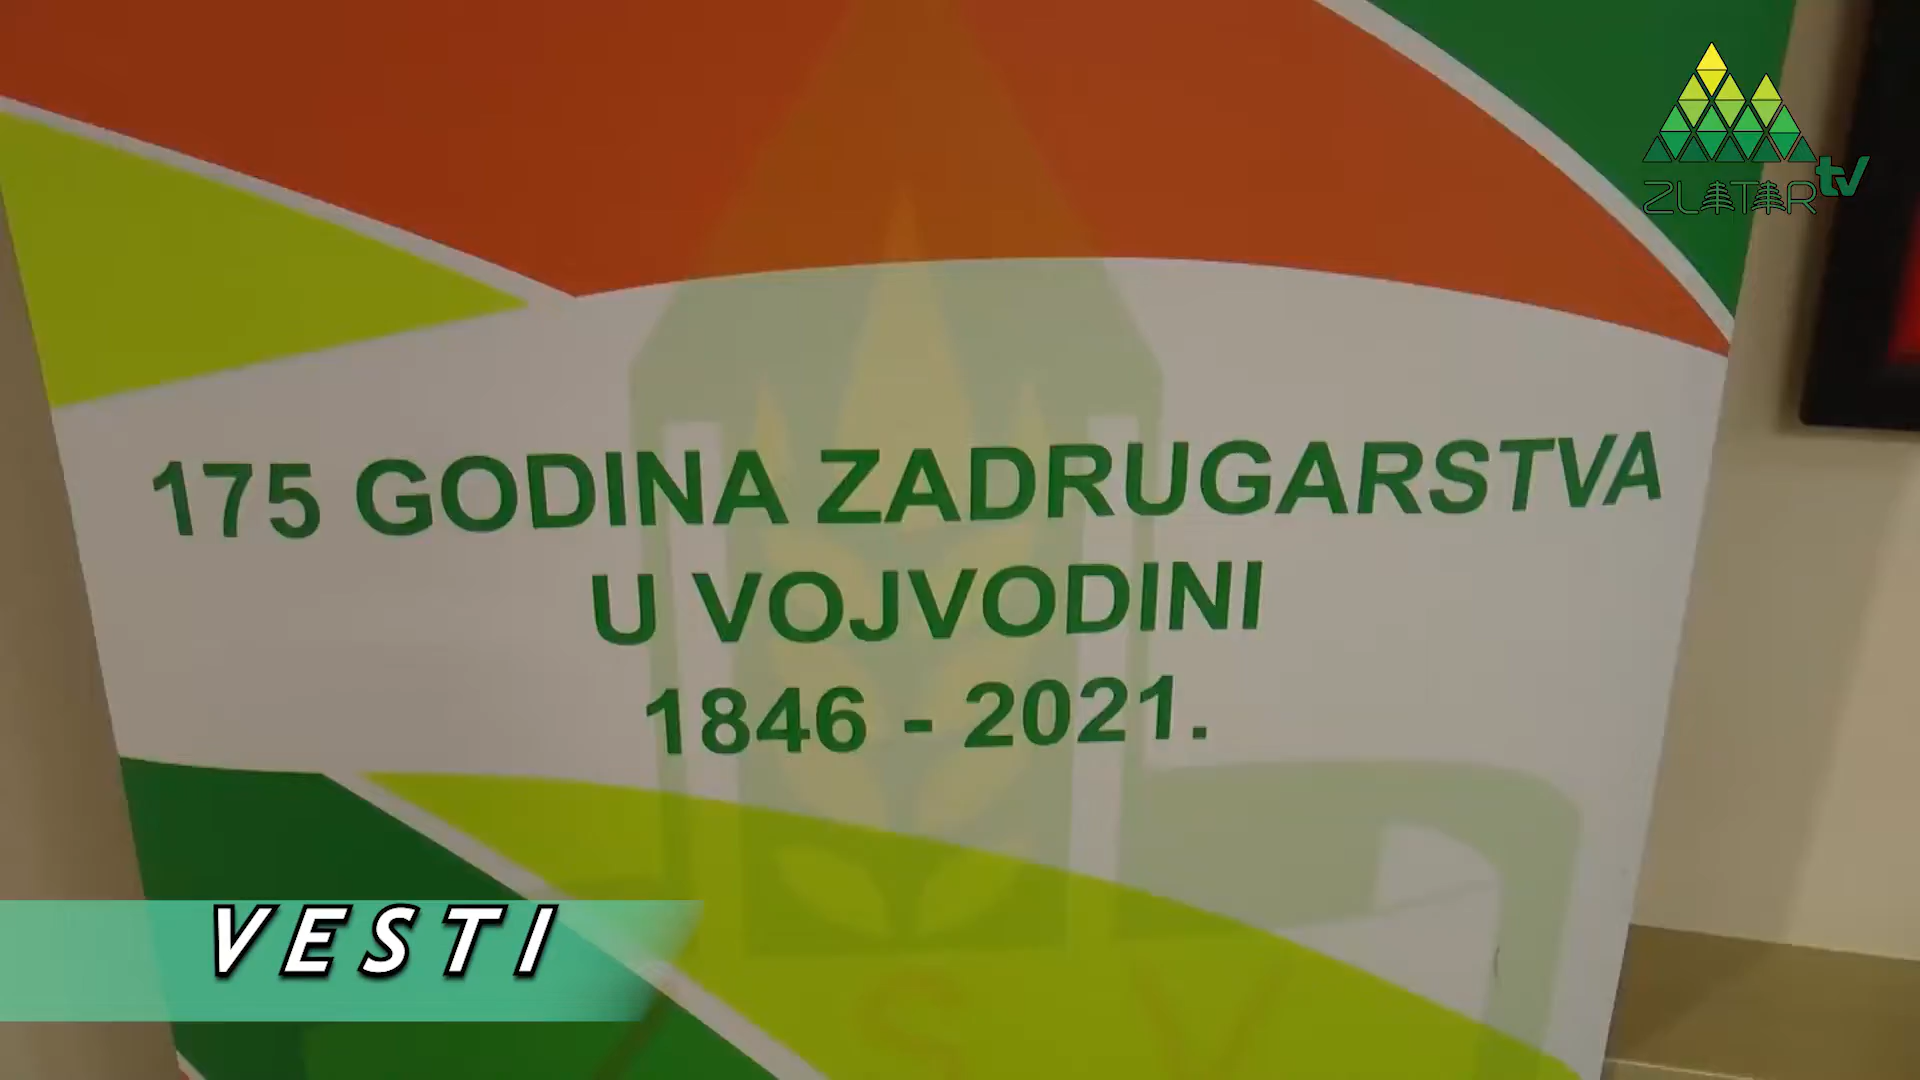 ZLATAR tv
175 GODINA ZADRUGARSTVA
U VOJVODINI
1846 - 2021.
VESTI
S V